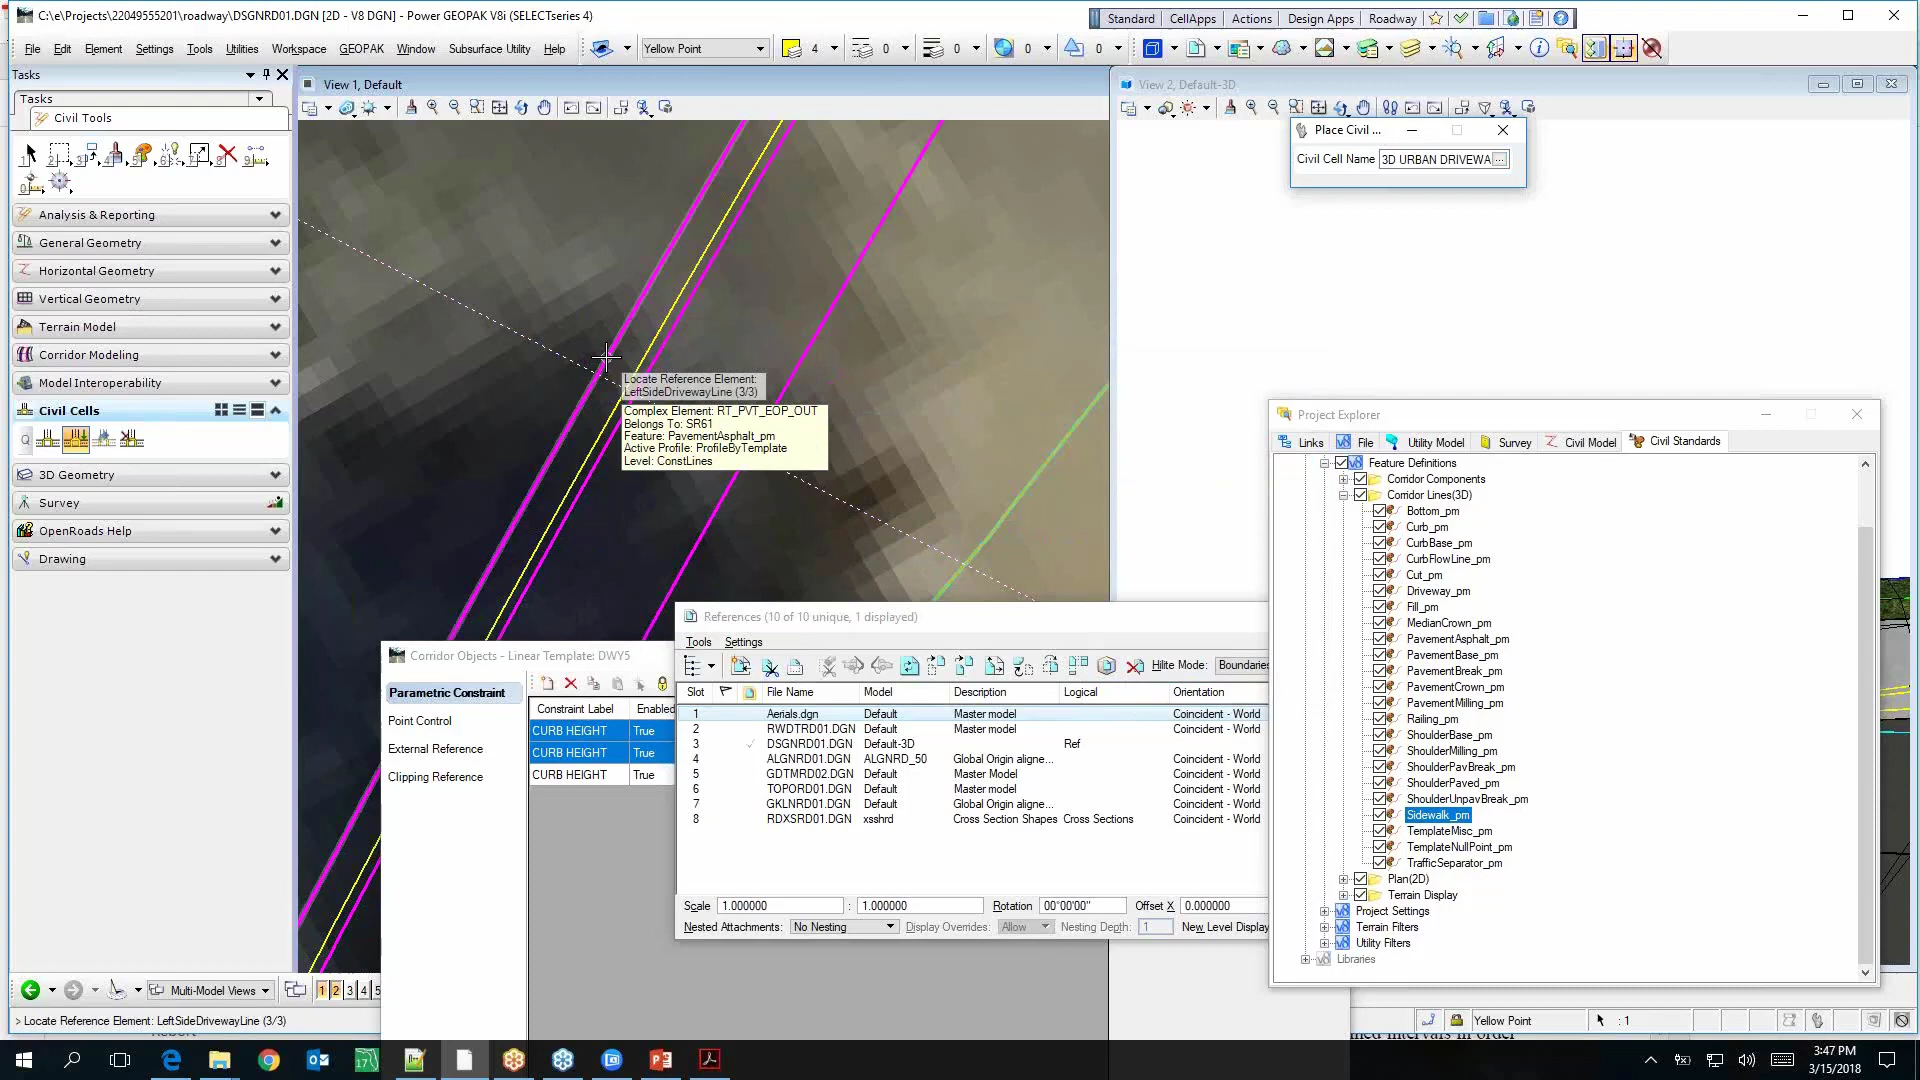 C:\e\Projects\22049555201\roadway\DSGNRD01.DGN [2D - V8 DGN] - Power GEOPAK V8i (SELECTseries 4)
Standard CellApps Actions Design Apps Roadway
File Edit Element Settings Tools Utilities Workspace GEOPAK Window Subsurface Utility Help
Yellow Point 4 0 0 0 0
Tasks
Tasks
Civil Tools
View 1, Default
View 2, Default-3D
Place Civil ...
Civil Cell Name 3D URBAN DRIVEWA ...
Analysis & Reporting
General Geometry
Horizontal Geometry
Vertical Geometry
Terrain Model
Corridor Modeling
Model Interoperability
Civil Cells
3D Geometry
Survey
OpenRoads Help
Drawing
Locate Reference Element:
LeftSideDrivewayLine (3/3)
Complex Element: RT_PVT_EOP_OUT
Belongs To: SR61
Feature: PavementAsphalt_pm
Active Profile: ProfileByTemplate
Level: ConstLines
Project Explorer
Links File Utility Model Survey Civil Model Civil Standards
Feature Definitions
Corridor Components
Corridor Lines(3D)
Bottom_pm
Curb_pm
CurbBase_pm
CurbFlowLine_pm
Cut_pm
Driveway_pm
Fill_pm
MedianCrown_pm
PavementAsphalt_pm
PavementBase_pm
PavementBreak_pm
PavementCrown_pm
PavementMilling_pm
Railing_pm
ShoulderBase_pm
ShoulderMilling_pm
ShoulderPavBreak_pm
ShoulderPaved_pm
ShoulderUnpavBreak_pm
Sidewalk_pm
TemplateMisc_pm
TemplateNullPoint_pm
TrafficSeparator_pm
Plan(2D)
Terrain Display
Project Settings
Terrain Filters
Utility Filters
Libraries
Corridor Objects - Linear Template: DWY5
Parametric Constraint
Point Control
External Reference
Clipping Reference
Constraint Label Enabled
CURB HEIGHT True
CURB HEIGHT True
CURB HEIGHT True
References (10 of 10 unique, 1 displayed)
Tools Settings
Hilite Mode: Boundaries
Slot File Name Model Description Logical Orientation
1 Aerials.dgn Default Master model Coincident - World
2 RWDTRD01.DGN Default Master model Coincident - World
3 DSGNRD01.DGN Default-3D Ref
4 ALGNRD01.DGN ALGNRD_50 Global Origin aligne... Coincident - World
5 GDTMRD02.DGN Default Master Model Coincident - World
6 TOPORD01.DGN Default Master model Coincident - World
7 GKLNRD01.DGN Default Global Origin aligne... Coincident - World
8 RDXSRD01.DGN xsshrd Cross Section Shapes Cross Sections Coincident - World
Scale 1.000000 : 1.000000 Rotation 00°00'00" Offset X 0.000000
Nested Attachments: No Nesting Display Overrides: Allow Nesting Depth: 1 New Level Display
Multi-Model Views 1 2 3 4 5
> Locate Reference Element: LeftSideDrivewayLine (3/3)
Yellow Point : 1
3:47 PM
3/15/2018